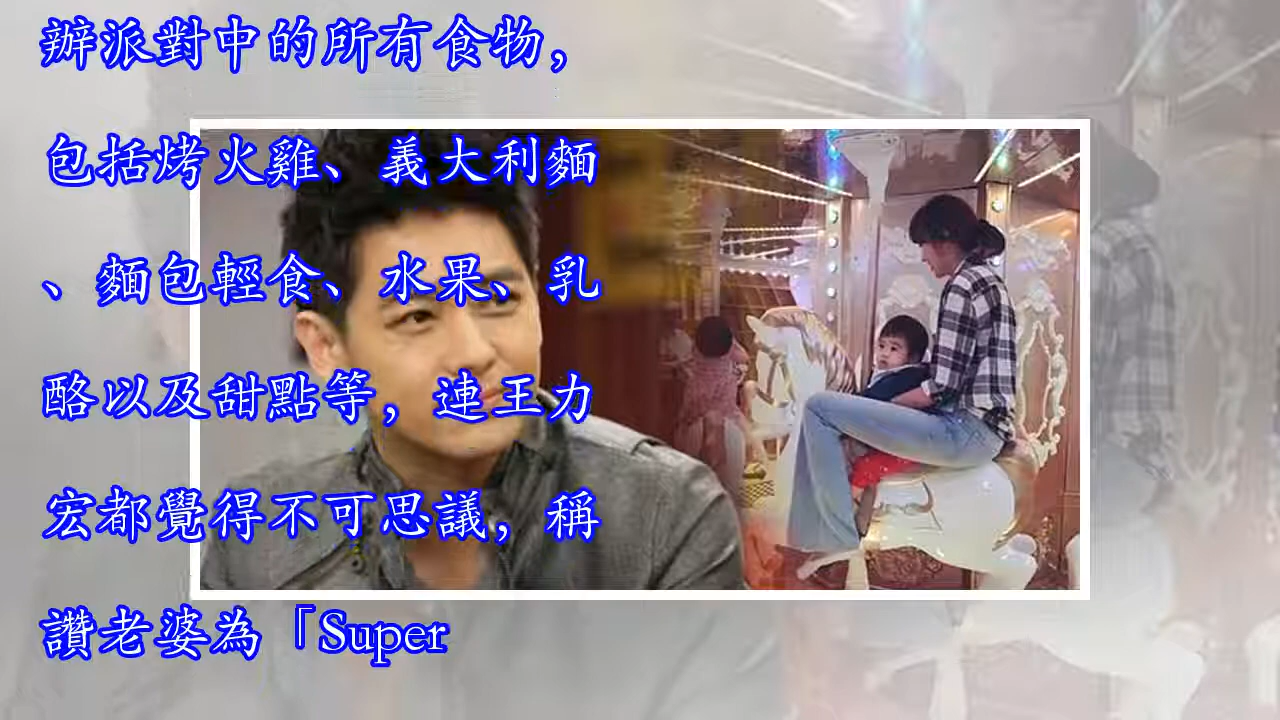 辦派對中的所有食物，
包括烤火雞、義大利麵
、麵包輕食、水果、乳
酪以及甜點等，連王力
宏都覺得不可思議，稱
讚老婆為「Super